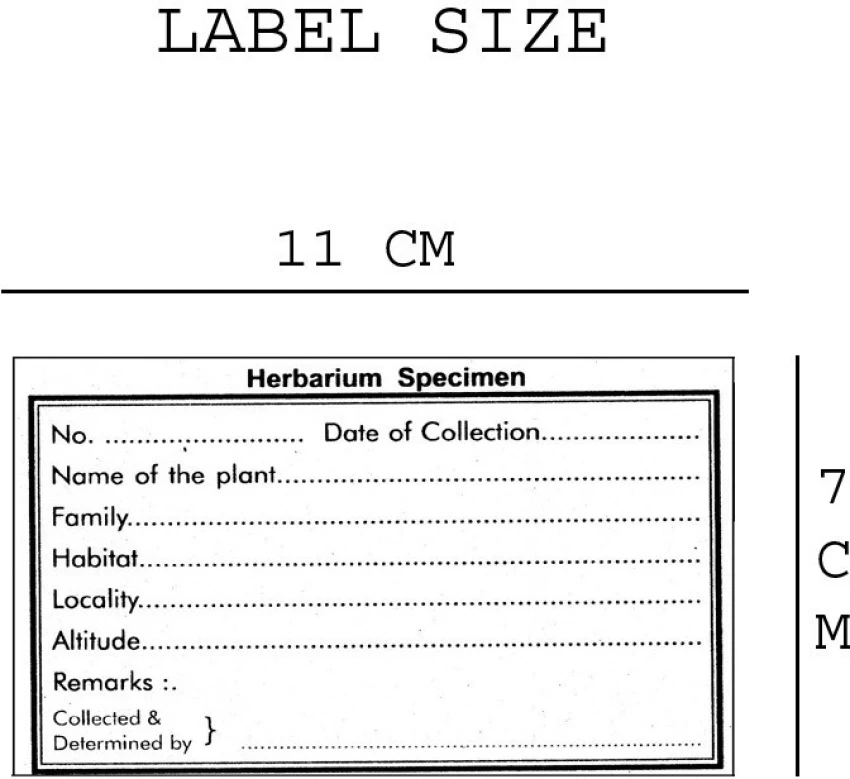 LABEL SIZE
11 CM
Herbarium Specimen
No. ......................... Date of Collection....................
Name of the plant.....................................................
Family........................................................................
Habitat......................................................................
Locality......................................................................
Altitude......................................................................
Remarks :.
Collected &
Determined by } ..........................................................
7
C
M